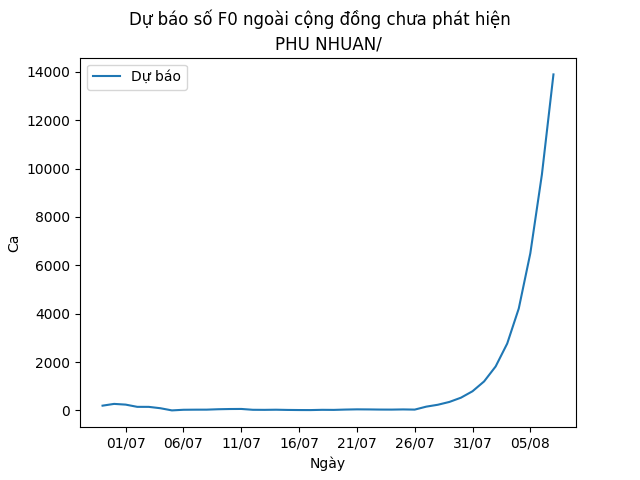 Dự báo số F0 ngoài cộng đồng chưa phát hiện
PHU NHUAN/
Dự báo
14000
12000
10000
8000
6000
4000
2000
0
Ca
01/07 06/07 11/07 16/07 21/07 26/07 31/07 05/08
Ngày